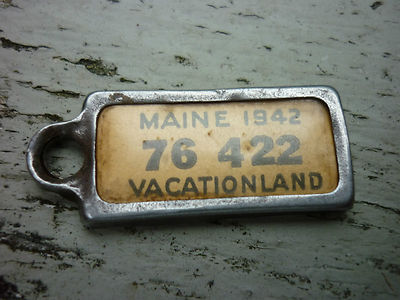 MAINE 1942
76 422
VACATIONLAND